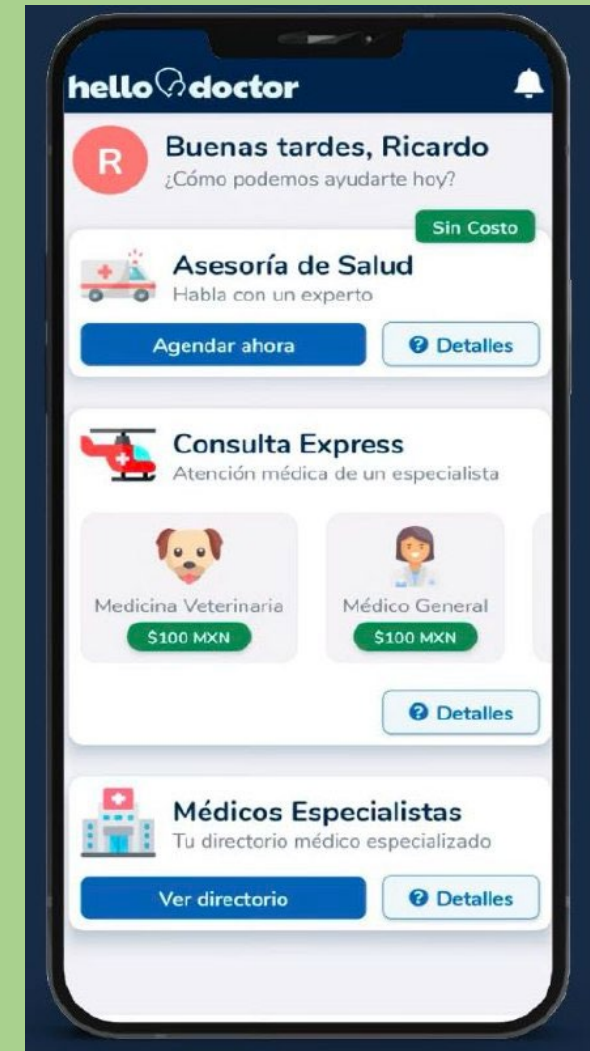 hello doctor
R
Buenas tardes, Ricardo
¿Cómo podemos ayudarte hoy?
Sin Costo
Asesoría de Salud
Habla con un experto
Agendar ahora
? Detalles
Consulta Express
Atención médica de un especialista
Medicina Veterinaria
$100 MXN
Médico General
$100 MXN
? Detalles
Médicos Especialistas
Tu directorio médico especializado
Ver directorio
? Detalles